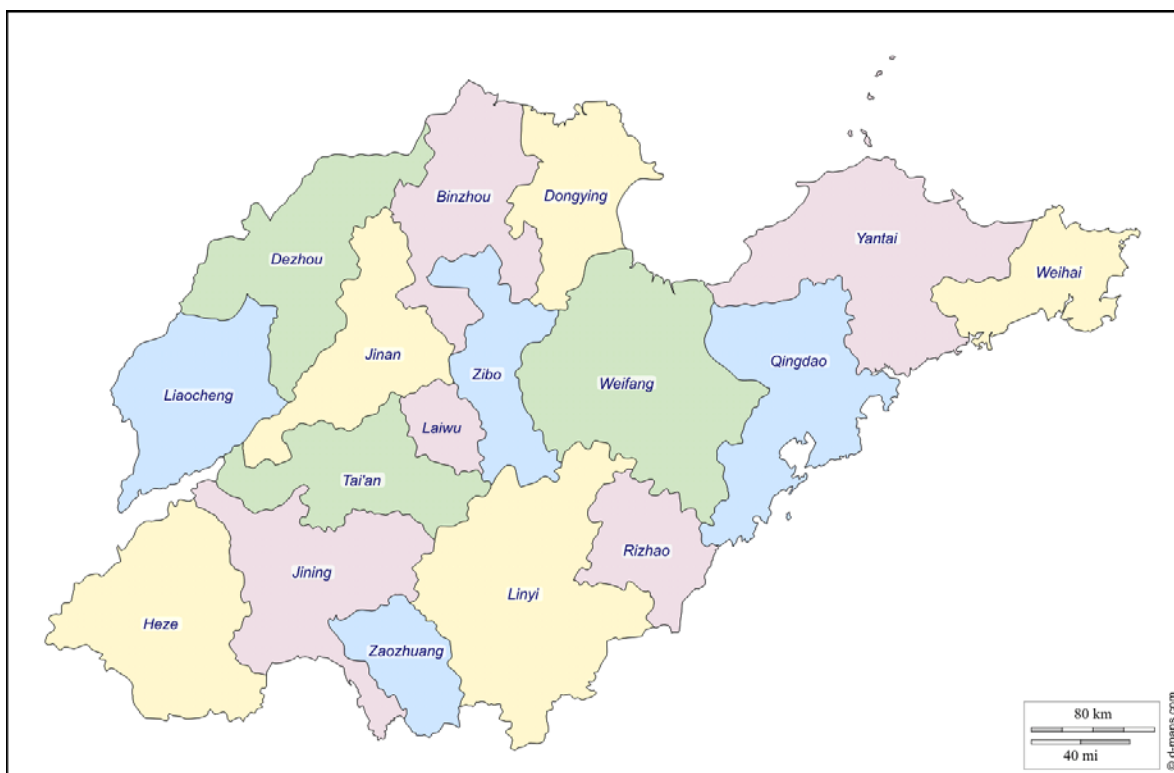 Binzhou
Dongying
Yantai
Dezhou
Weihai
Jinan
Zibo
Qingdao
Weifang
Liaocheng
Laiwu
Tai'an
Rizhao
Jining
Linyi
Heze
Zaozhuang
80 km
40 mi
© d-maps.com